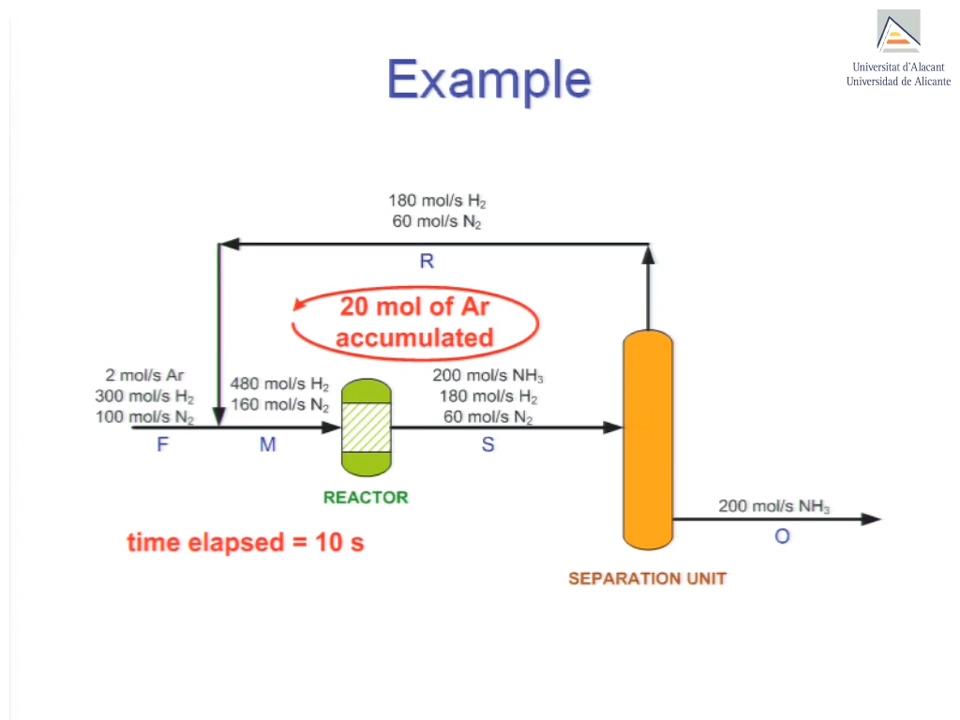 Universitat d'Alacant
Universidad de Alicante
Example
180 mol/s H₂
60 mol/s N₂
R
20 mol of Ar
accumulated
2 mol/s Ar
300 mol/s H₂
100 mol/s N₂
F
480 mol/s H₂
160 mol/s N₂
M
REACTOR
200 mol/s NH₃
180 mol/s H₂
60 mol/s N₂
S
200 mol/s NH₃
O
time elapsed = 10 s
SEPARATION UNIT